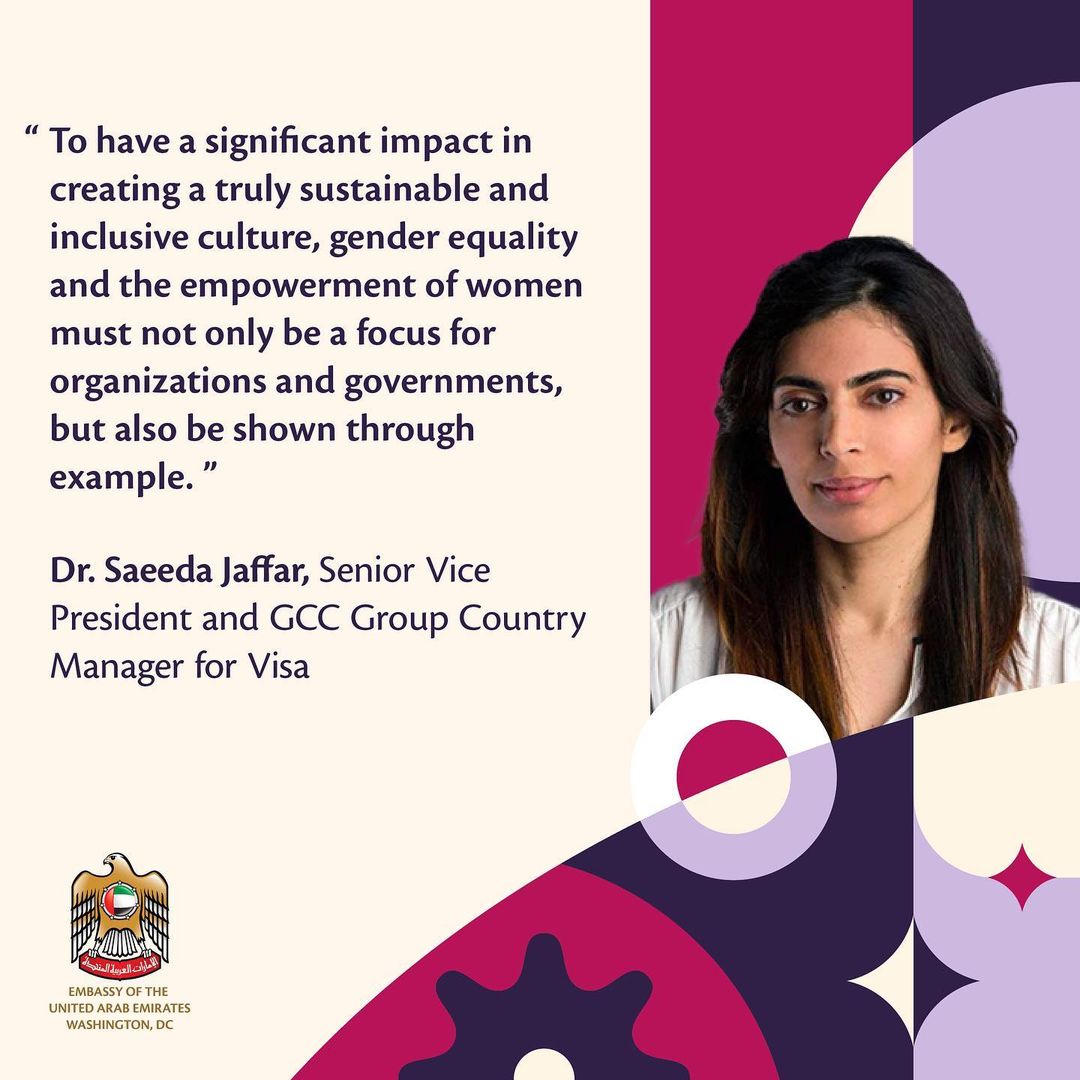 “ To have a significant impact in
creating a truly sustainable and
inclusive culture, gender equality
and the empowerment of women
must not only be a focus for
organizations and governments,
but also be shown through
example. ”
Dr. Saeeda Jaffar, Senior Vice
President and GCC Group Country
Manager for Visa
الإمارات العربية المتحدة
EMBASSY OF THE
UNITED ARAB EMIRATES
WASHINGTON, DC